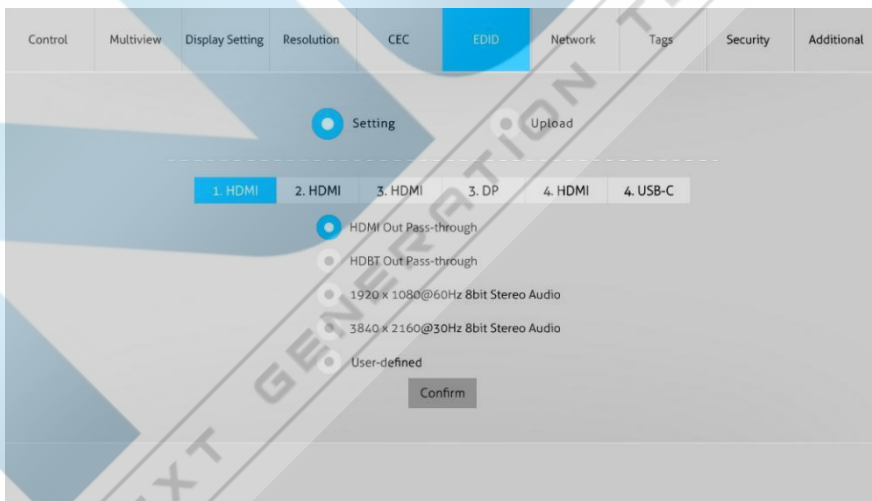 Control Multiview Display Setting Resolution CEC EDID Network Tags Security Additional
Setting Upload
1. HDMI 2. HDMI 3. HDMI 3. DP 4. HDMI 4. USB-C
HDMI Out Pass-through
HDBT Out Pass-through
1920 x 1080@60Hz 8bit Stereo Audio
3840 x 2160@30Hz 8bit Stereo Audio
User-defined
Confirm
GENERATION